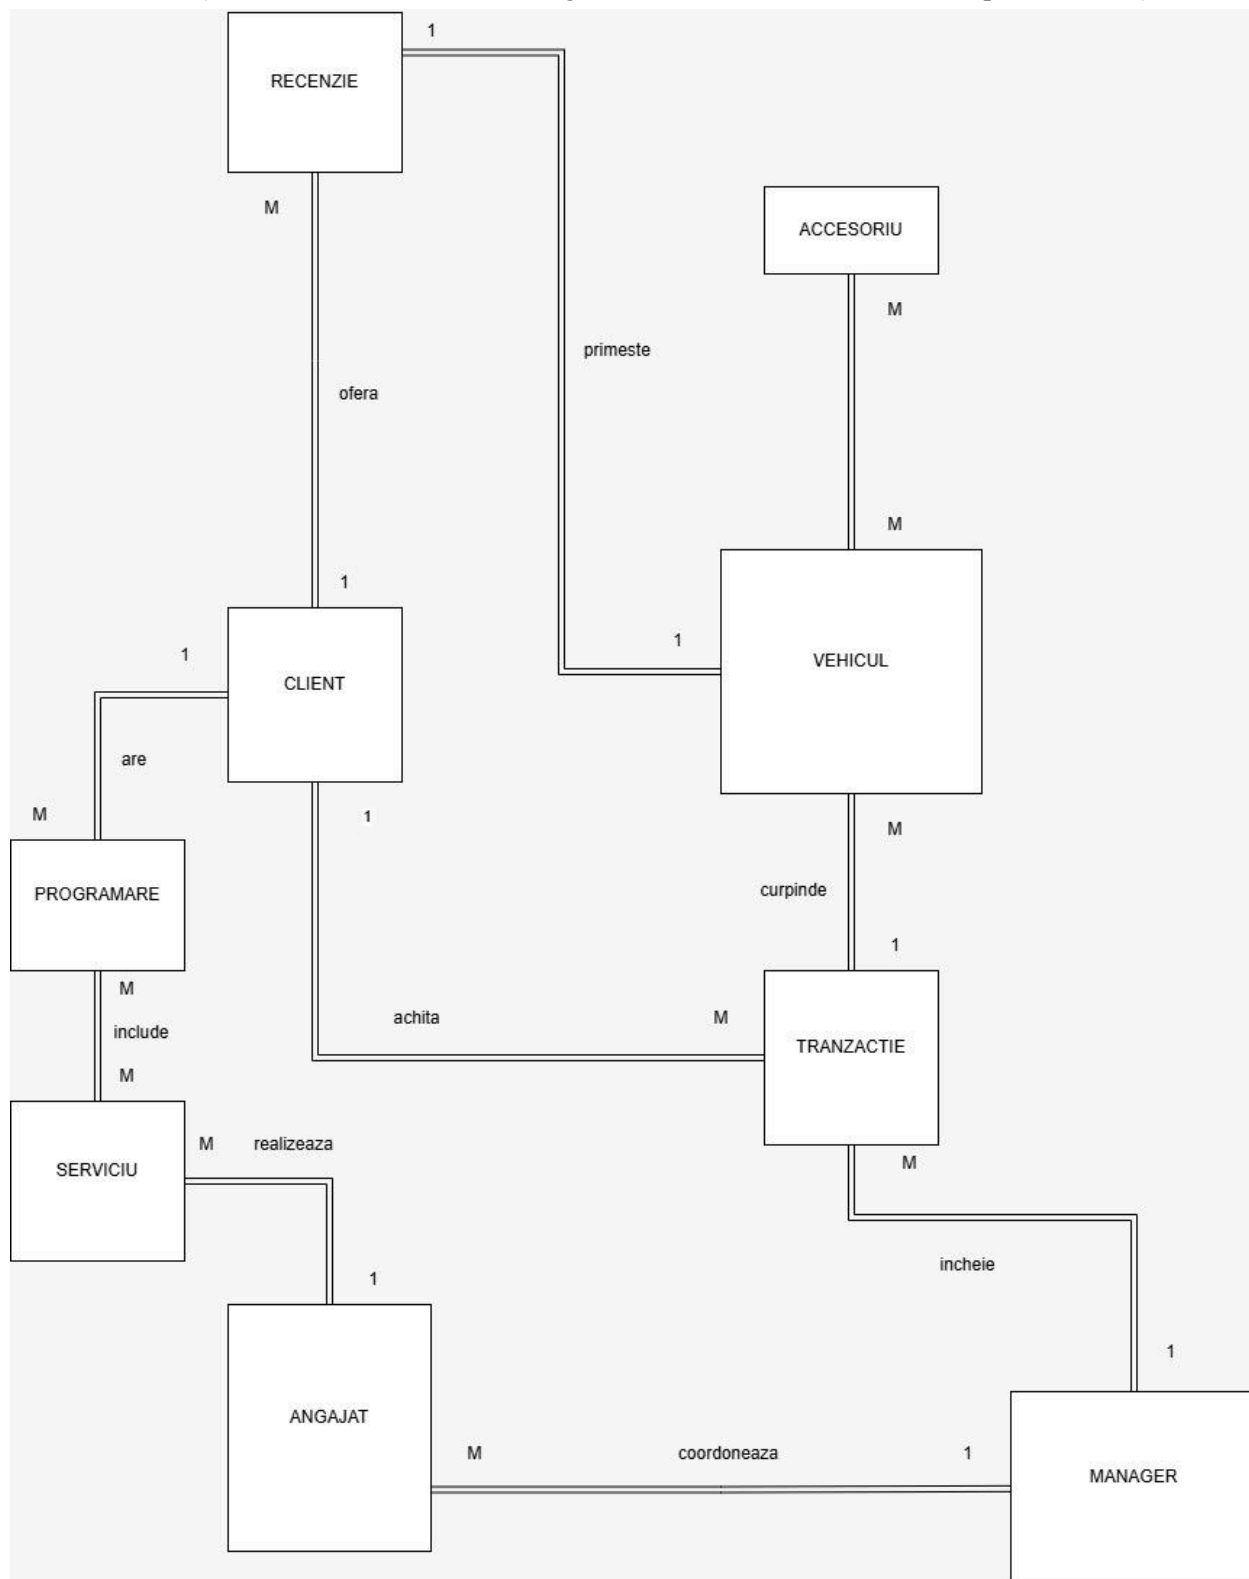 1
RECENZIE
M
ACCESORIU
M
primeste
ofera
M
1
1
1
VEHICUL
CLIENT
are
M
1
M
curpinde
PROGRAMARE
1
M
include
achita
M
TRANZACTIE
M
M
realizeaza
M
SERVICIU
incheie
1
1
ANGAJAT
M
coordoneaza
1
MANAGER